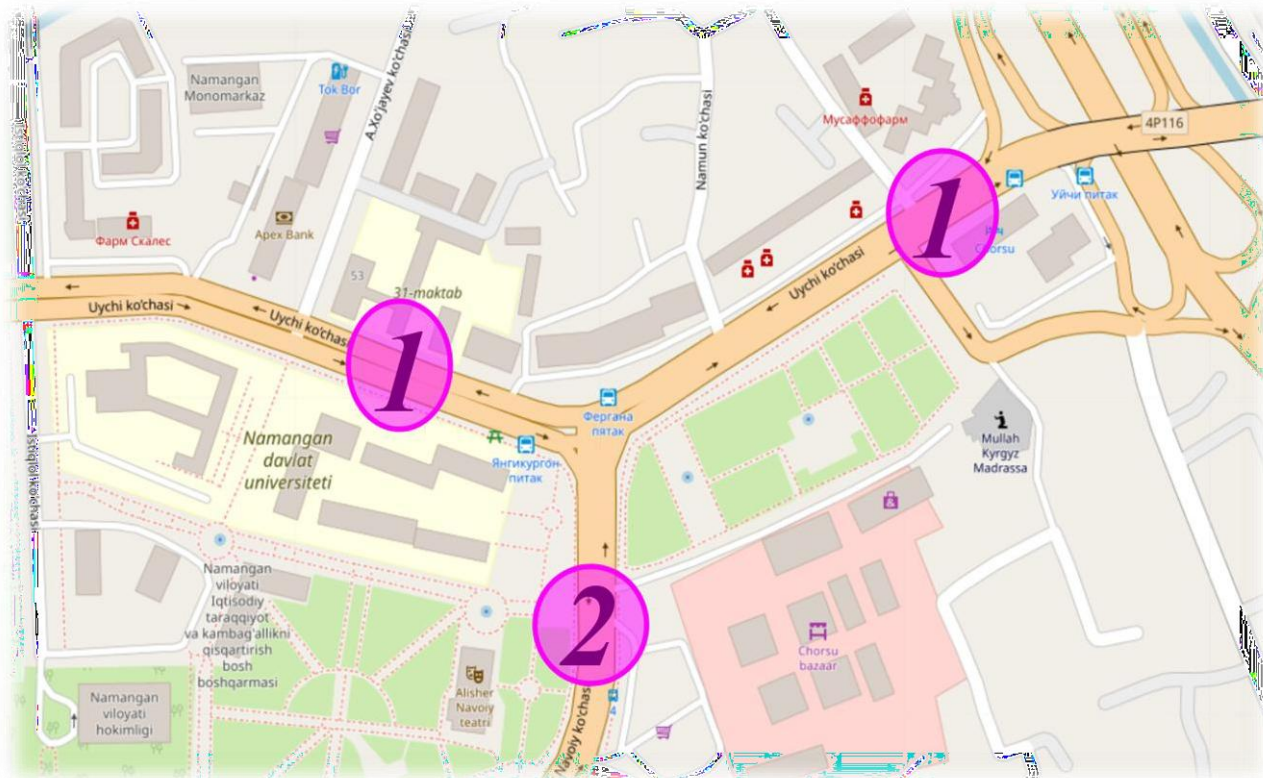 Namangan
Monomarkaz
Tok Bor
A.Xo'jayev ko'chasi
Namun ko'chasi
Мусаффофарм
4P116
Уйчи питак
Фарм Скалес
Apex Bank
1
Chorsu
53
31-maktab
Uychi ko'chasi
Uychi ko'chasi
Uychi ko'chasi
1
Фергана
пятак
Янгикургон-
питак
Namangan
davlat
universiteti
Mullah
Kyrgyz
Madrassa
Istiqlol ko'chasi
Namangan
viloyati
Iqtisodiy
taraqqiyot
va kambag'allikni
qisqartirish
bosh
boshqarmasi
2
Chorsu
bazaar
Alisher
Navoiy
teatri
4
Namangan
viloyati
hokimligi
Navoiy ko'chasi